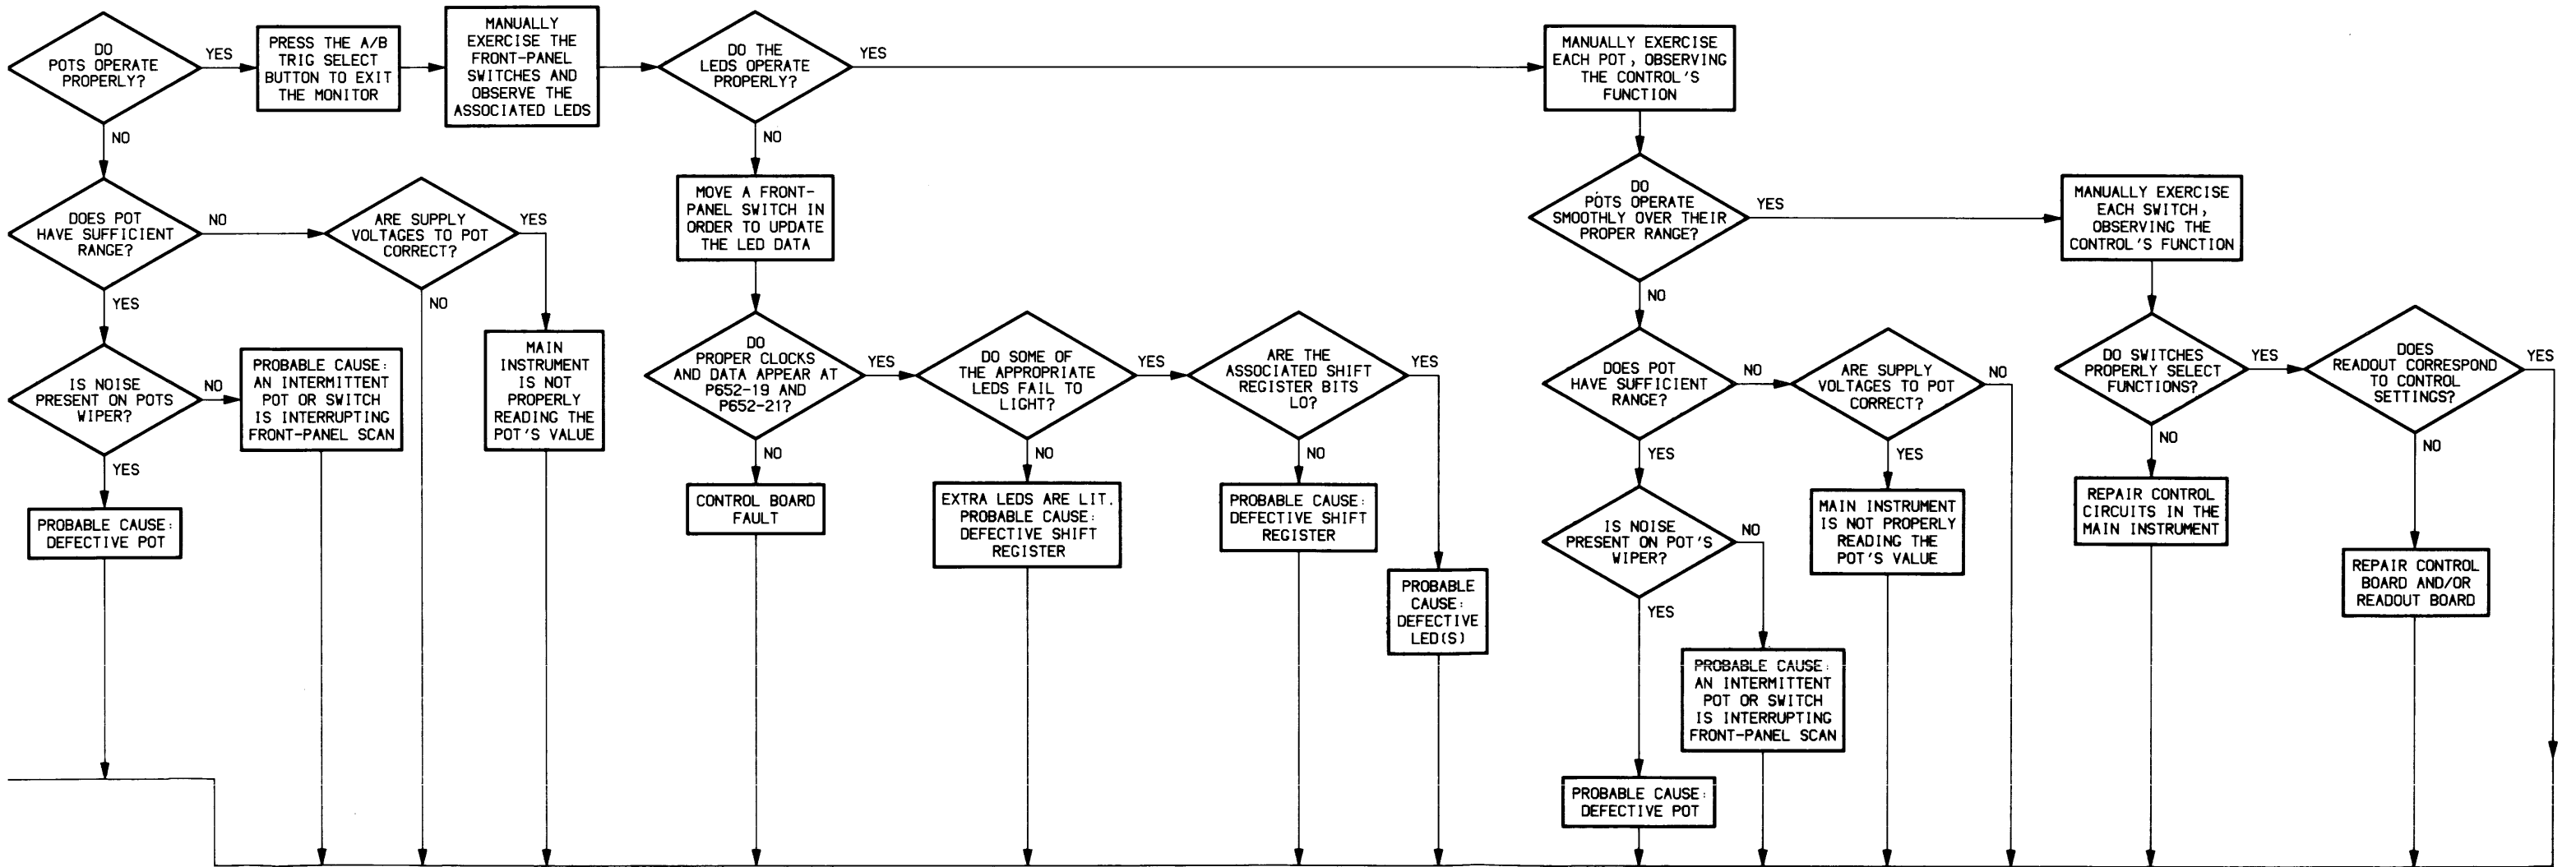 DO
POTS OPERATE
PROPERLY?
YES
NO
PRESS THE A/B
TRIG SELECT
BUTTON TO EXIT
THE MONITOR
MANUALLY
EXERCISE THE
FRONT-PANEL
SWITCHES AND
OBSERVE THE
ASSOCIATED LEDS
DO THE
LEDS OPERATE
PROPERLY?
YES
NO
MANUALLY EXERCISE
EACH POT, OBSERVING
THE CONTROL'S
FUNCTION
DOES POT
HAVE SUFFICIENT
RANGE?
NO
YES
ARE SUPPLY
VOLTAGES TO POT
CORRECT?
YES
NO
MOVE A FRONT-
PANEL SWITCH IN
ORDER TO UPDATE
THE LED DATA
DO
POTS OPERATE
SMOOTHLY OVER THEIR
PROPER RANGE?
YES
NO
MANUALLY EXERCISE
EACH SWITCH,
OBSERVING THE
CONTROL'S FUNCTION
IS NOISE
PRESENT ON POTS
WIPER?
NO
YES
PROBABLE CAUSE:
AN INTERMITTENT
POT OR SWITCH
IS INTERRUPTING
FRONT-PANEL SCAN
MAIN
INSTRUMENT
IS NOT
PROPERLY
READING THE
POT'S VALUE
DO
PROPER CLOCKS
AND DATA APPEAR AT
P652-19 AND
P652-21?
YES
NO
DO SOME OF
THE APPROPRIATE
LEDS FAIL TO
LIGHT?
YES
NO
ARE THE
ASSOCIATED SHIFT
REGISTER BITS
LO?
YES
NO
DOES POT
HAVE SUFFICIENT
RANGE?
NO
YES
ARE SUPPLY
VOLTAGES TO POT
CORRECT?
NO
YES
DO SWITCHES
PROPERLY SELECT
FUNCTIONS?
YES
NO
DOES
READOUT CORRESPOND
TO CONTROL
SETTINGS?
YES
NO
PROBABLE CAUSE:
DEFECTIVE POT
CONTROL BOARD
FAULT
EXTRA LEDS ARE LIT.
PROBABLE CAUSE:
DEFECTIVE SHIFT
REGISTER
PROBABLE CAUSE:
DEFECTIVE SHIFT
REGISTER
PROBABLE
CAUSE:
DEFECTIVE
LED(S)
IS NOISE
PRESENT ON POT'S
WIPER?
NO
YES
MAIN INSTRUMENT
IS NOT PROPERLY
READING THE
POT'S VALUE
REPAIR CONTROL
CIRCUITS IN THE
MAIN INSTRUMENT
REPAIR CONTROL
BOARD AND/OR
READOUT BOARD
PROBABLE CAUSE:
AN INTERMITTENT
POT OR SWITCH
IS INTERRUPTING
FRONT-PANEL SCAN
PROBABLE CAUSE:
DEFECTIVE POT